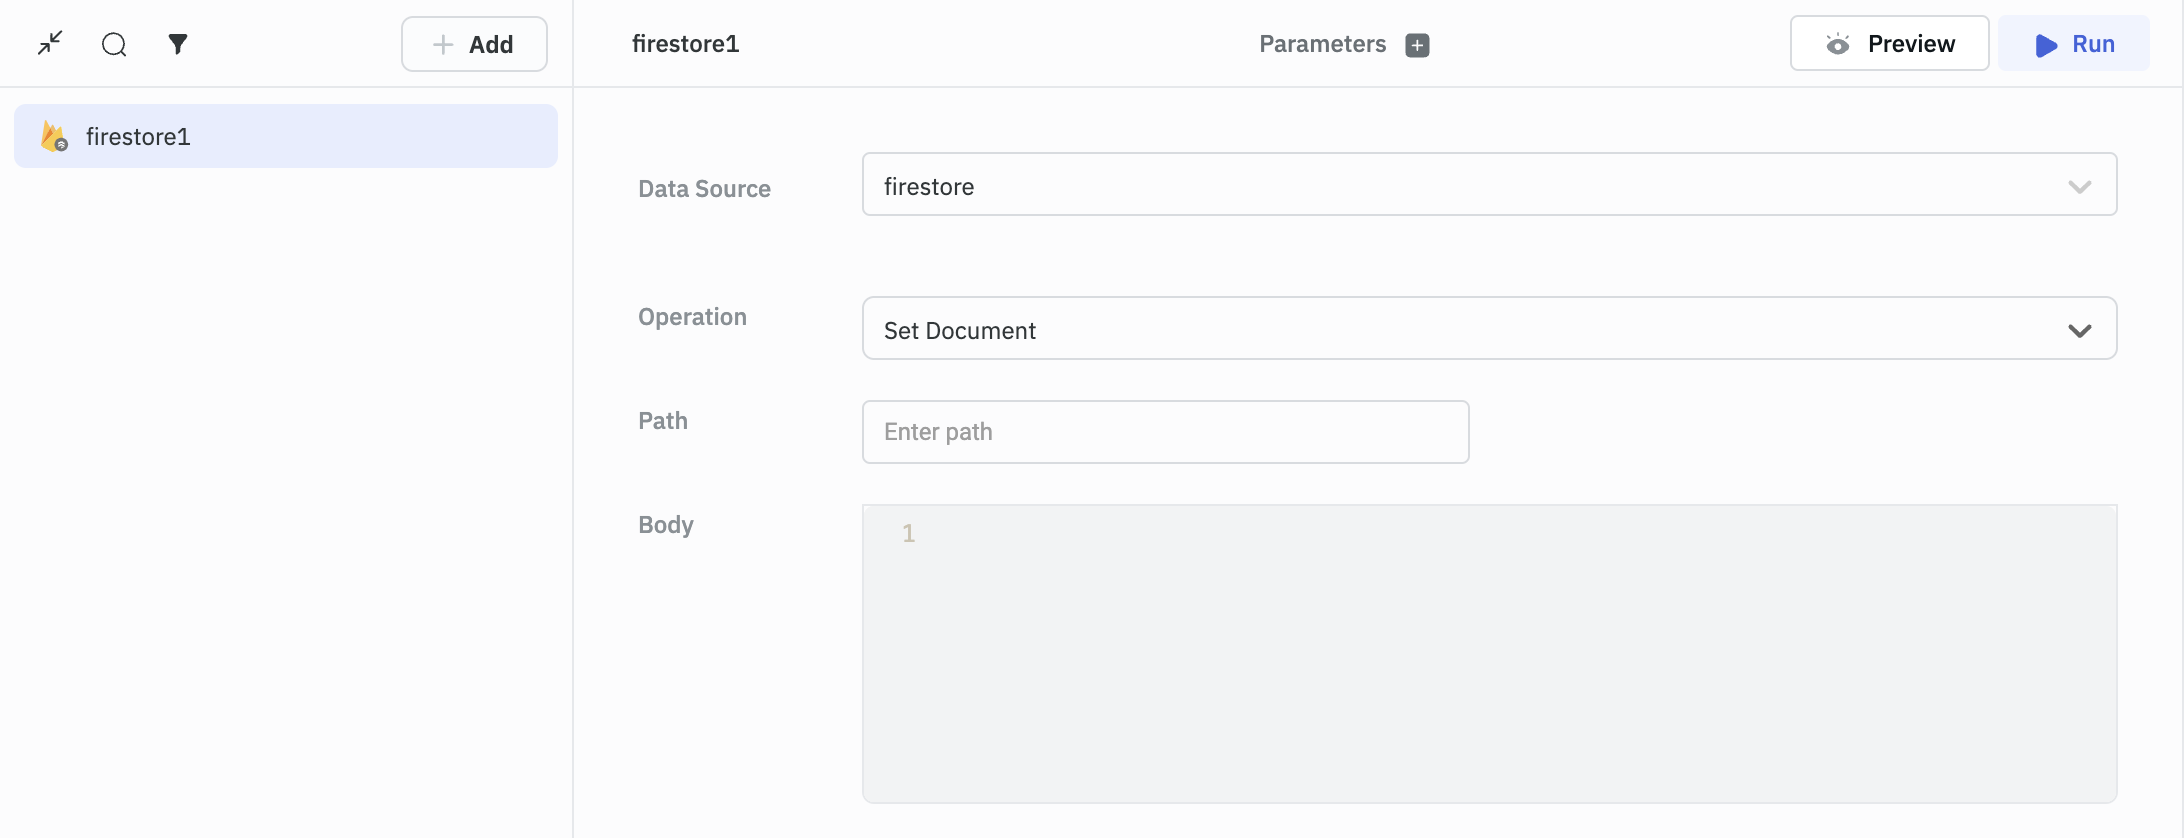 Add
firestore1
Parameters
Preview
Run
firestore1
Data Source
firestore
Operation
Set Document
Path
Enter path
Body
1